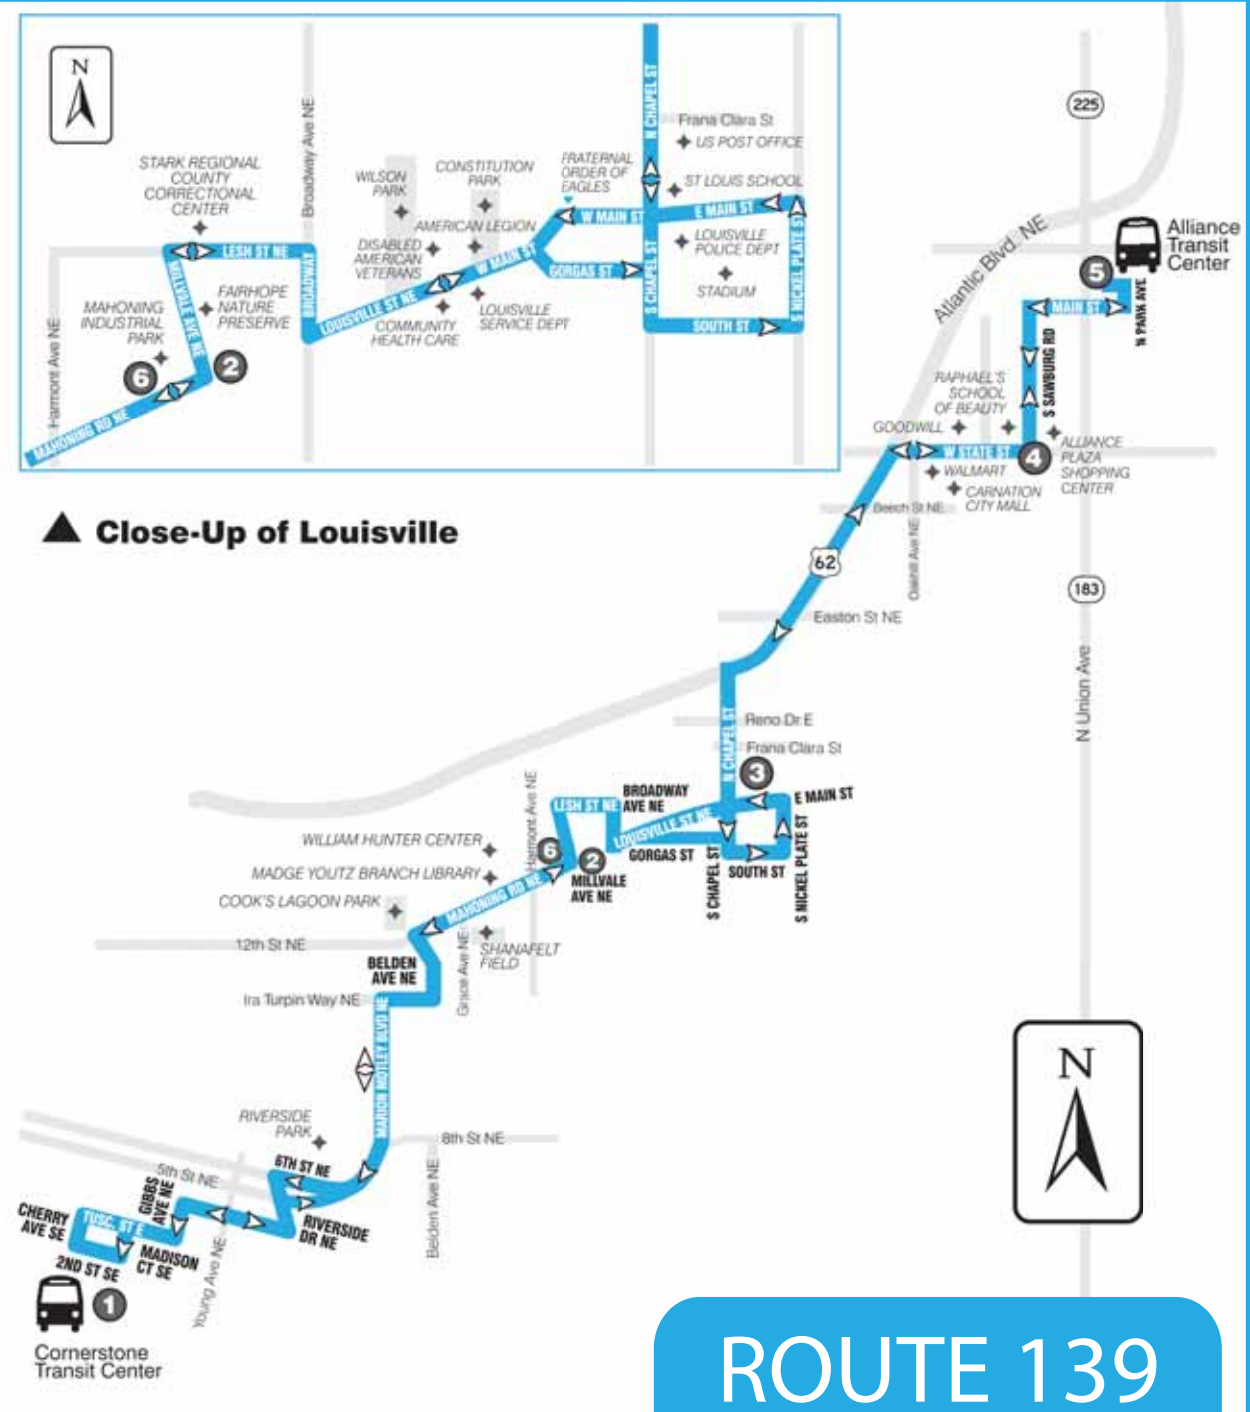 N
STARK REGIONAL
COUNTY
CORRECTIONAL
CENTER
Broadway Ave NE
WILSON
PARK
CONSTITUTION
PARK
FRATERNAL
ORDER OF
EAGLES
N CHAPEL ST
Frana Clara St
US POST OFFICE
ST LOUIS SCHOOL
AMERICAN LEGION
W MAIN ST
E MAIN ST
LESH ST NE
DISABLED
AMERICAN
VETERANS
W MAIN ST
GORGAS ST
LOUISVILLE
POLICE DEPT
STADIUM
S CHAPEL ST
S NICKEL PLATE ST
SOUTH ST
BROADWAY
LOUISVILLE ST NE
COMMUNITY
HEALTH CARE
LOUISVILLE
SERVICE DEPT
MILLVALE AVE NE
FAIRHOPE
NATURE
PRESERVE
MAHONING
INDUSTRIAL
PARK
6
2
Harmont Ave NE
MAHONING RD NE
Close-Up of Louisville
225
Alliance
Transit
Center
5
Atlantic Blvd. NE
MAIN ST
N PARK AVE
S SAWBURG RD
RAPHAEL'S
SCHOOL
OF BEAUTY
GOODWILL
W STATE ST
4
ALLIANCE
PLAZA
SHOPPING
CENTER
WALMART
CARNATION
CITY MALL
Beech St NE
Oakhill Ave NE
62
183
Easton St NE
N Union Ave
N CHAPEL ST
Reno Dr E
Frana Clara St
3
E MAIN ST
BROADWAY
AVE NE
LESH ST NE
LOUISVILLE ST NE
GORGAS ST
SOUTH ST
S CHAPEL ST
S NICKEL PLATE ST
Harmont Ave NE
6
2
MILLVALE
AVE NE
WILLIAM HUNTER CENTER
MADGE YOUTZ BRANCH LIBRARY
COOK'S LAGOON PARK
MAHONING RD NE
12th St NE
SHANAFELT
FIELD
BELDEN
AVE NE
Grace Ave NE
Ira Turpin Way NE
MARION MOTLEY BLVD NE
N
RIVERSIDE
PARK
8th St NE
Belden Ave NE
6TH ST NE
5th St NE
GIBBS
AVE NE
RIVERSIDE
DR NE
CHERRY
AVE SE
TUSC. ST E
MADISON
CT SE
2ND ST SE
Young Ave NE
1
Cornerstone
Transit Center
ROUTE 139